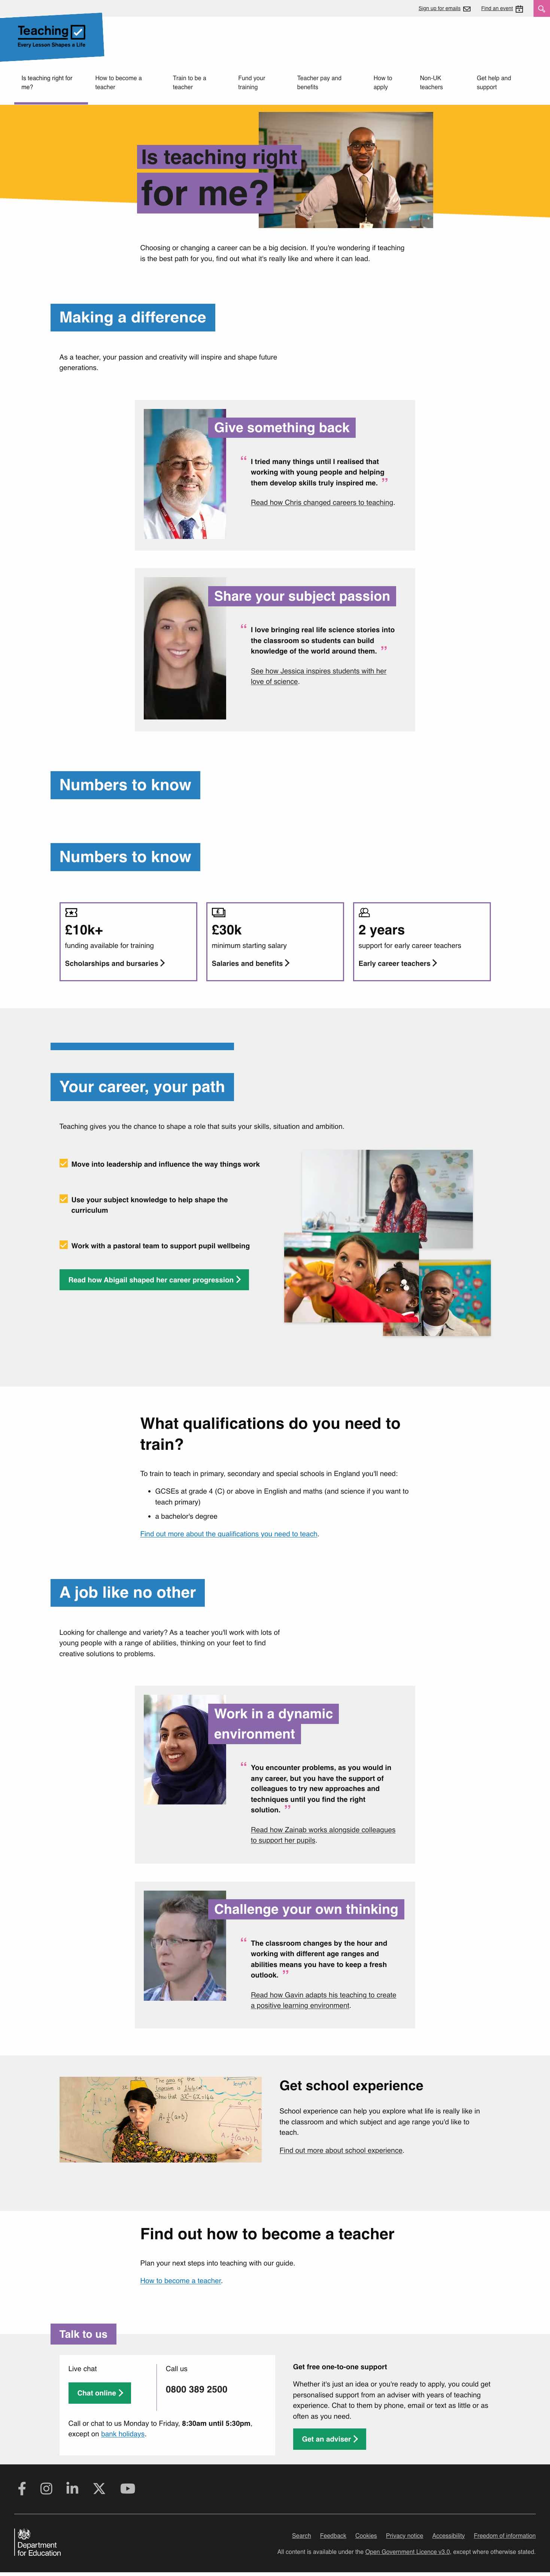 Sign up for emails
Find an event
Teaching
Every Lesson Shapes a Life
Is teaching right for
me?
How to become a
teacher
Train to be a
teacher
Fund your
training
Teacher pay and
benefits
How to
apply
Non-UK
teachers
Get help and
support
Is teaching right
for me?
Choosing or changing a career can be a big decision. If you're wondering if teaching
is the best path for you, find out what it's really like and where it can lead.
Making a difference
As a teacher, your passion and creativity will inspire and shape future
generations.
Give something back
“ I tried many things until I realised that
working with young people and helping
them develop skills truly inspired me. ”
Read how Chris changed careers to teaching.
Share your subject passion
“ I love bringing real life science stories into
the classroom so students can build
knowledge of the world around them. ”
See how Jessica inspires students with her
love of science.
Numbers to know
Numbers to know
£10k+
funding available for training
Scholarships and bursaries
£30k
minimum starting salary
Salaries and benefits
2 years
support for early career teachers
Early career teachers
Your career, your path
Teaching gives you the chance to shape a role that suits your skills, situation and ambition.
Move into leadership and influence the way things work
Use your subject knowledge to help shape the
curriculum
Work with a pastoral team to support pupil wellbeing
Read how Abigail shaped her career progression
What qualifications do you need to
train?
To train to teach in primary, secondary and special schools in England you'll need:
• GCSEs at grade 4 (C) or above in English and maths (and science if you want to
teach primary)
• a bachelor's degree
Find out more about the qualifications you need to teach.
A job like no other
Looking for challenge and variety? As a teacher you'll work with lots of
young people with a range of abilities, thinking on your feet to find
creative solutions to problems.
Work in a dynamic
environment
“ You encounter problems, as you would in
any career, but you have the support of
colleagues to try new approaches and
techniques until you find the right
solution. ”
Read how Zainab works alongside colleagues
to support her pupils.
Challenge your own thinking
“ The classroom changes by the hour and
working with different age ranges and
abilities means you have to keep a fresh
outlook. ”
Read how Gavin adapts his teaching to create
a positive learning environment.
Get school experience
School experience can help you explore what life is really like in
the classroom and which subject and age range you'd like to
teach.
Find out more about school experience.
Find out how to become a teacher
Plan your next steps into teaching with our guide.
How to become a teacher.
Talk to us
Live chat
Chat online
Call us
0800 389 2500
Call or chat to us Monday to Friday, 8:30am until 5:30pm,
except on bank holidays.
Get free one-to-one support
Whether it's just an idea or you're ready to apply, you could get
personalised support from an adviser with years of teaching
experience. Chat to them by phone, email or text as little or as
often as you need.
Get an adviser
Department
for Education
Search
Feedback
Cookies
Privacy notice
Accessibility
Freedom of information
All content is available under the Open Government Licence v3.0, except where otherwise stated.